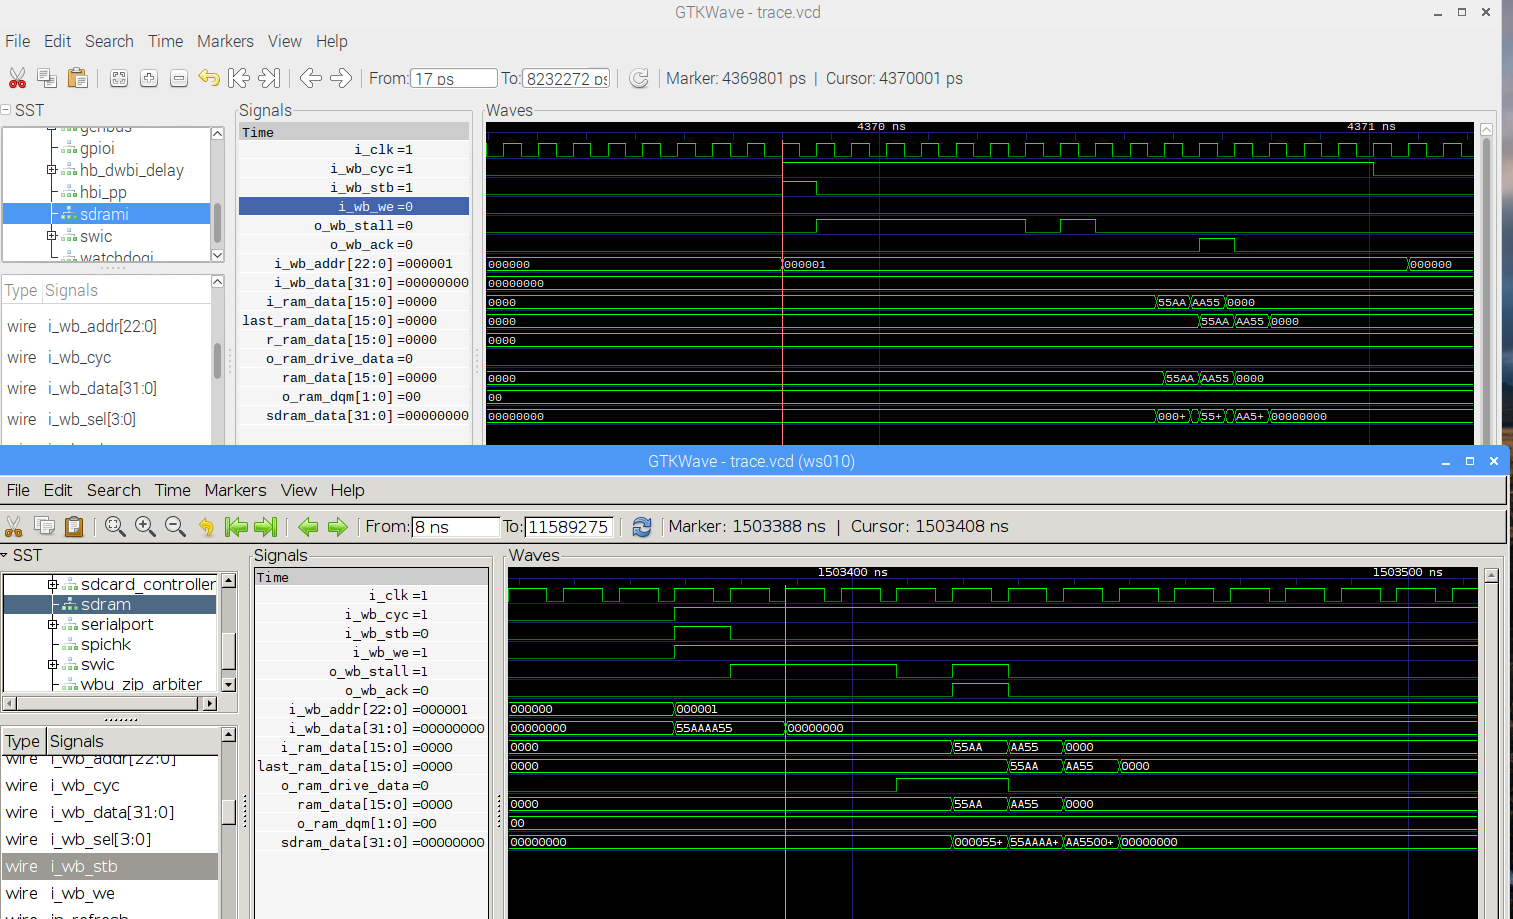 GTKWave - trace.vcd
File Edit Search Time Markers View Help
From: 17 ps To: 8232272 ps Marker: 4369801 ps | Cursor: 4370001 ps
SST
genbus
gpioi
hb_dwbi_delay
hbi_pp
sdrami
swic
watchdogi
Type Signals
wire i_wb_addr[22:0]
wire i_wb_cyc
wire i_wb_data[31:0]
wire i_wb_sel[3:0]
Signals
Time
i_clk =1
i_wb_cyc =1
i_wb_stb =1
i_wb_we =0
o_wb_stall =0
o_wb_ack =0
i_wb_addr[22:0] =000001
i_wb_data[31:0] =00000000
i_ram_data[15:0] =0000
last_ram_data[15:0] =0000
r_ram_data[15:0] =0000
o_ram_drive_data =0
ram_data[15:0] =0000
o_ram_dqm[1:0] =00
sdram_data[31:0] =00000000
Waves
4370 ns 4371 ns
000000 000001 000000
00000000
0000 55AA AA55 0000
0000 55AA AA55 0000
0000
0000 55AA AA55 0000
00
00000000 000+ 55+ AA5+ 00000000
GTKWave - trace.vcd (ws010)
File Edit Search Time Markers View Help
From: 8 ns To: 11589275 Marker: 1503388 ns | Cursor: 1503408 ns
SST
sdcard_controller
sdram
serialport
spichk
swic
wbu_zip_arbiter
Type Signals
wire i_wb_addr[22:0]
wire i_wb_cyc
wire i_wb_data[31:0]
wire i_wb_sel[3:0]
wire i_wb_stb
wire i_wb_we
Signals
Time
i_clk =1
i_wb_cyc =1
i_wb_stb =0
i_wb_we =1
o_wb_stall =1
o_wb_ack =0
i_wb_addr[22:0] =000001
i_wb_data[31:0] =00000000
i_ram_data[15:0] =0000
last_ram_data[15:0] =0000
o_ram_drive_data =0
ram_data[15:0] =0000
o_ram_dqm[1:0] =00
sdram_data[31:0] =00000000
Waves
1503400 ns 1503500 ns
000000 000001
00000000 55AAAA55 00000000
0000 55AA AA55 0000
0000 55AA AA55 0000
0000 55AA AA55 0000
00
00000000 000055+ 55AAAA+ AA5500+ 00000000